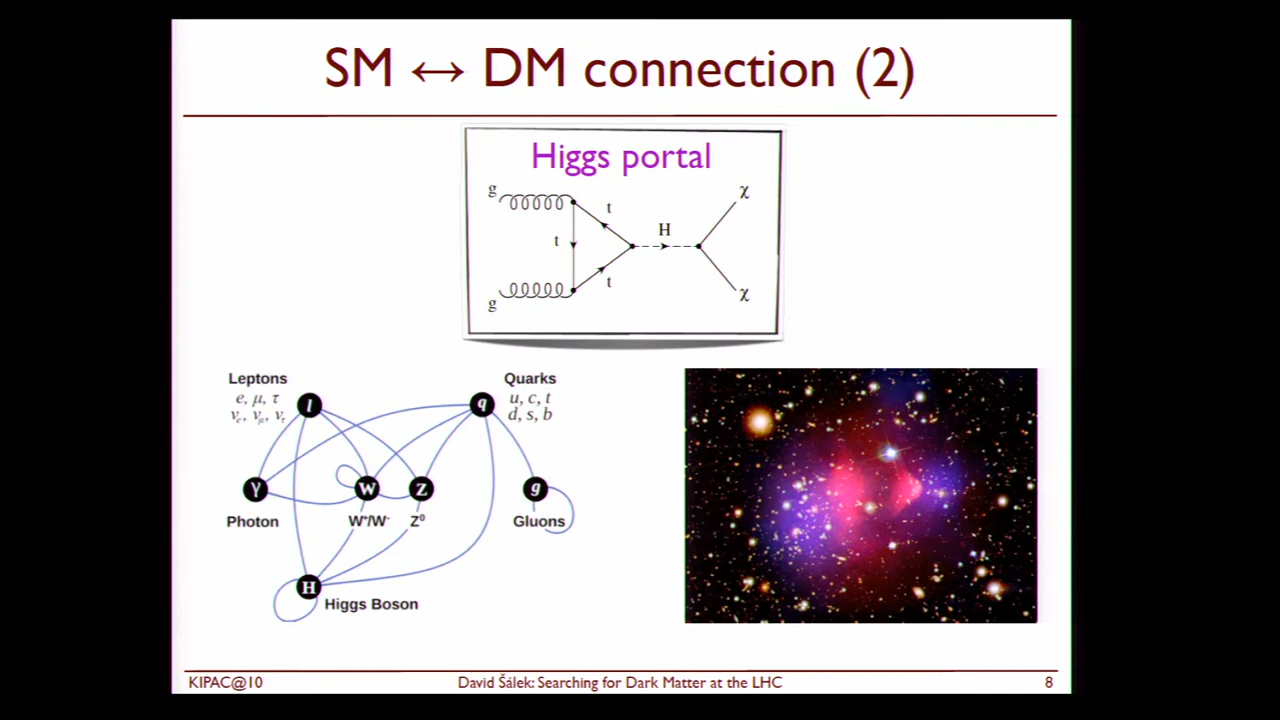 SM ↔ DM connection (2)
Higgs portal
g
χ
t
H
t
t
g
χ
Leptons
e, μ, τ
νe, νμ, ντ
l
q
Quarks
u, c, t
d, s, b
γ
W
Z
g
Photon
W⁺/W⁻
Z⁰
Gluons
H
Higgs Boson
KIPAC@10
David Šálek: Searching for Dark Matter at the LHC
8